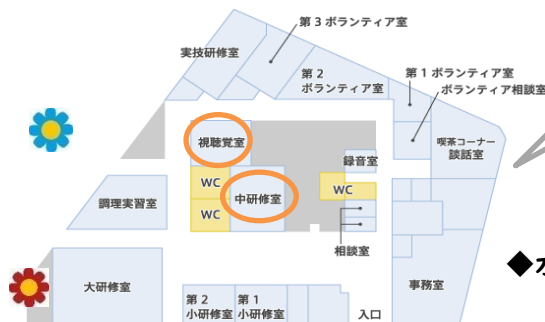 第３ボランティア室
実技研修室
第２
ボランティア室
第１ボランティア室
ボランティア相談室
視聴覚室
録音室
喫茶コーナー
談話室
WC
WC
中研修室
WC
調理実習室
相談室
大研修室
第２
小研修室
第１
小研修室
入口
事務室